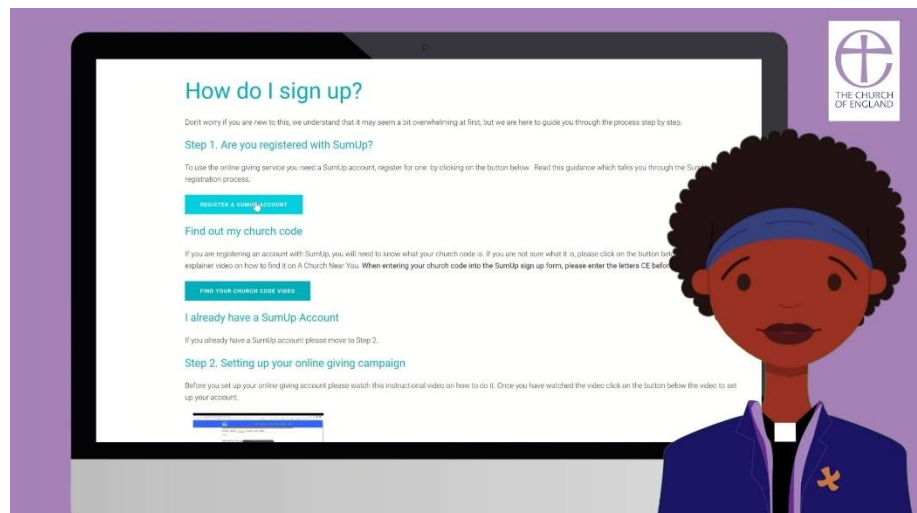 How do I sign up?
Don't worry if you are new to this, we understand that it may seem a bit overwhelming at first, but we are here to guide you through the process step by step.
Step 1. Are you registered with SumUp?
To use the online giving service you need a SumUp account, register for one by clicking on the button below. Read this guidance which talks you through the
registration process.
REGISTER A SUMUP ACCOUNT
Find out my church code
If you are registering an account with SumUp, you will need to know what your church code is. If you are not sure what it is, please click on the button
explainer video on how to find it on A Church Near You. When entering your church code into the SumUp sign up form, please enter the letters CE
FIND YOUR CHURCH CODE VIDEO
I already have a SumUp Account
If you already have a SumUp account please move to Step 2.
Step 2. Setting up your online giving campaign
Before you set up your online giving account please watch this instructional video on how to do it. Once you have watched the video click on the button below the video to set
up your account.
THE CHURCH
OF ENGLAND